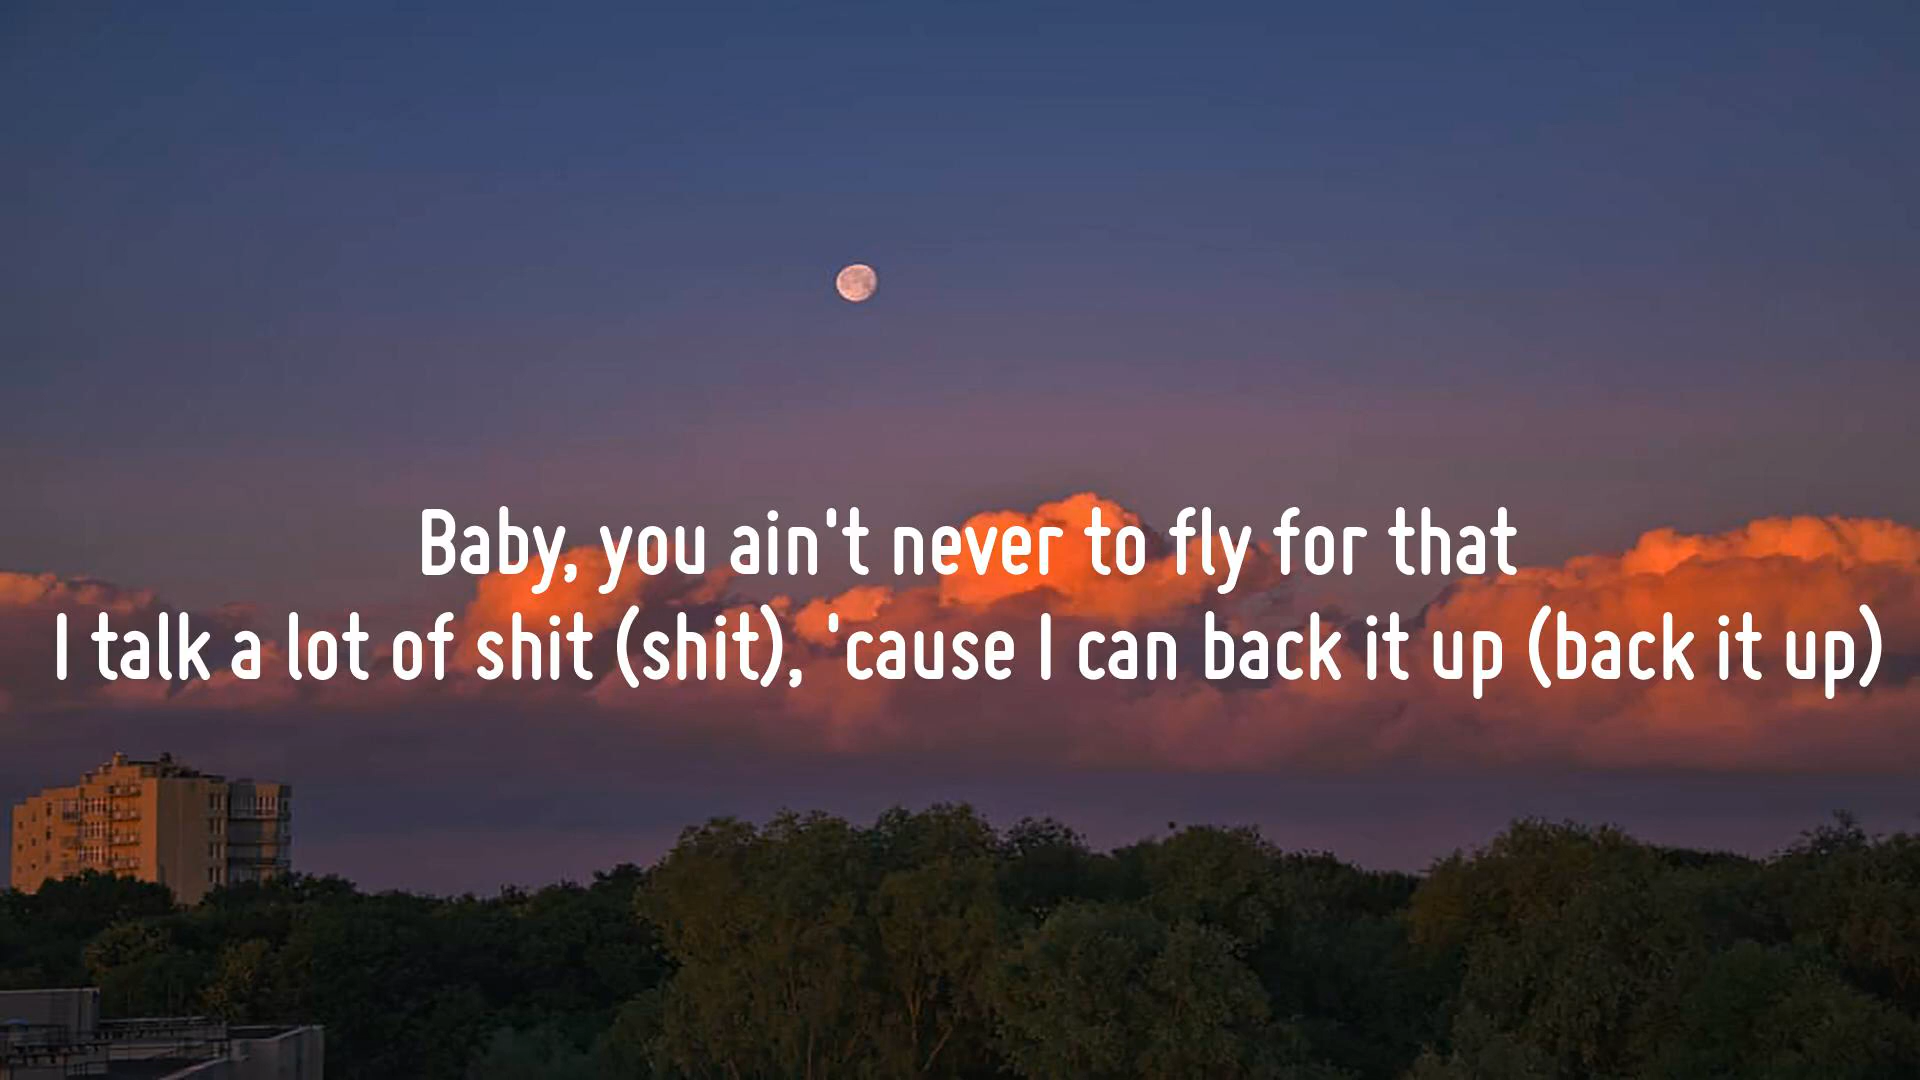 Baby, you ain't never to fly for that
I talk a lot of shit (shit), 'cause I can back it up (back it up)